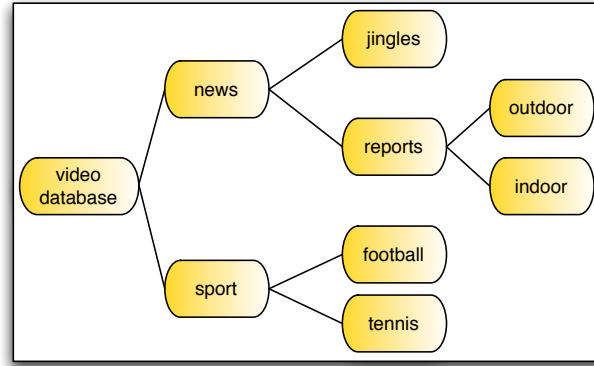 video
database
news
jingles
reports
outdoor
indoor
sport
football
tennis